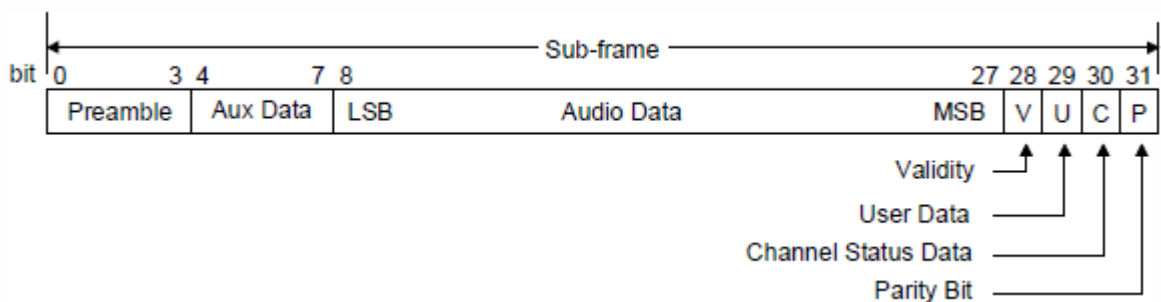 Sub-frame
bit 0 3 4 7 8 27 28 29 30 31
Preamble Aux Data LSB Audio Data MSB V U C P
Validity
User Data
Channel Status Data
Parity Bit